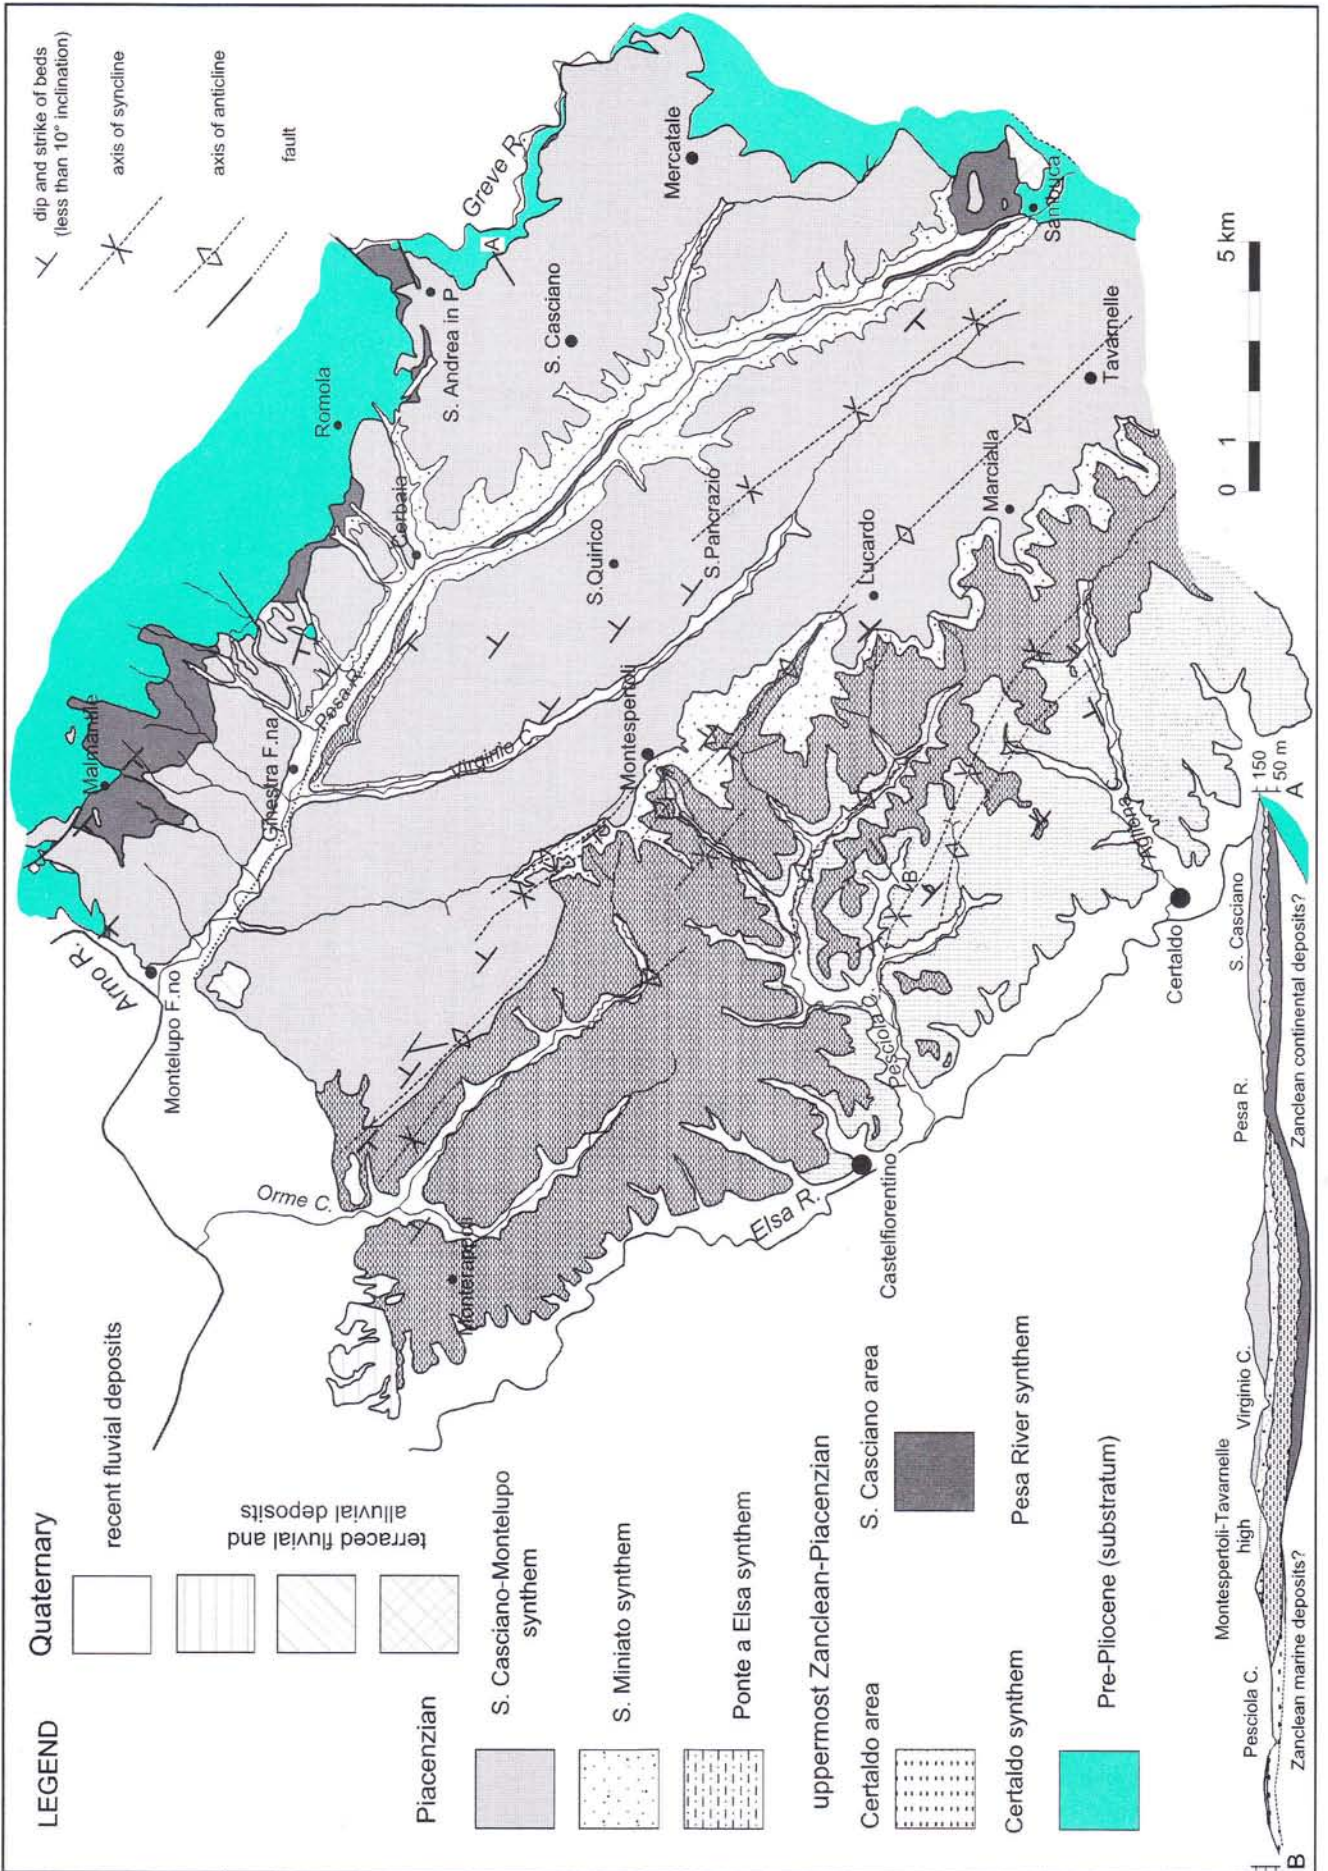 LEGEND
Quaternary
recent fluvial deposits
terraced fluvial and
alluvial deposits
Piacenzian
S. Casciano-Montelupo
synthem
S. Miniato synthem
Ponte a Elsa synthem
uppermost Zanclean-Piacenzian
Certaldo area
S. Casciano area
Certaldo synthem
Pesa River synthem
Pre-Pliocene (substratum)
dip and strike of beds
(less than 10° inclination)
axis of syncline
axis of anticline
fault
Arno R.
Montelupo F.no
Malmantile
Ginestra F.na
Pesa R.
Romola
Cerbaia
S. Andrea in P.
Greve R.
A
S. Casciano
Mercatale
Sambuca
S.Quirico
S.Pancrazio
Virginio C.
Montespertoli
Lucardo
Marcialla
Tavarnelle
Orme C.
Monterappoli
Elsa R.
Castelfiorentino
Pesciola C.
B
Agliena
Certaldo
0 1 5 km
B
Pesciola C.
Montespertoli-Tavarnelle
high
Virginio C.
Pesa R.
S. Casciano
A
150
50 m
Zanclean marine deposits?
Zanclean continental deposits?